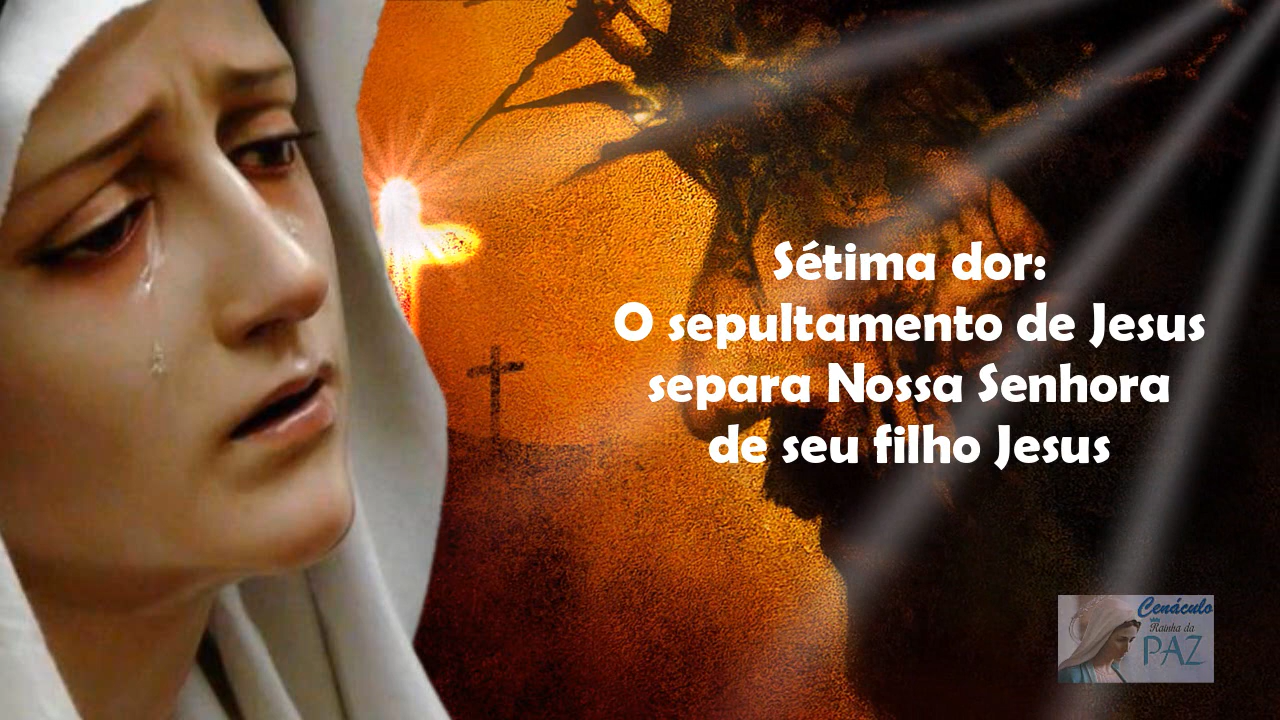 Sétima dor:
O sepultamento de Jesus
separa Nossa Senhora
de seu filho Jesus
Cenáculo
Rainha da
PAZ